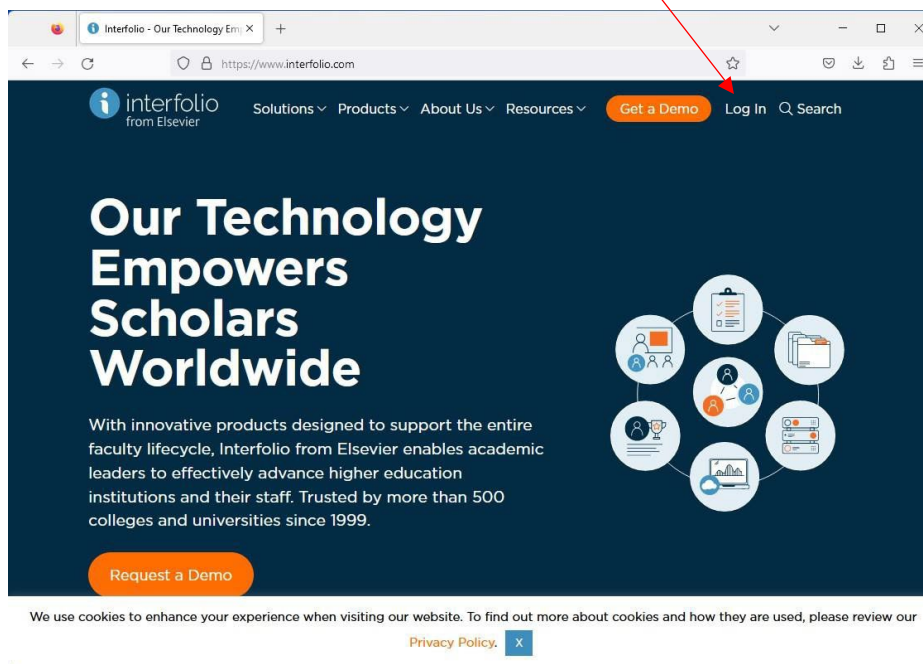 Interfolio - Our Technology Em
https://www.interfolio.com
interfolio
from Elsevier
Solutions Products About Us Resources Get a Demo Log In Search
Our Technology
Empowers
Scholars
Worldwide
With innovative products designed to support the entire
faculty lifecycle, Interfolio from Elsevier enables academic
leaders to effectively advance higher education
institutions and their staff. Trusted by more than 500
colleges and universities since 1999.
Request a Demo
We use cookies to enhance your experience when visiting our website. To find out more about cookies and how they are used, please review our
Privacy Policy. X